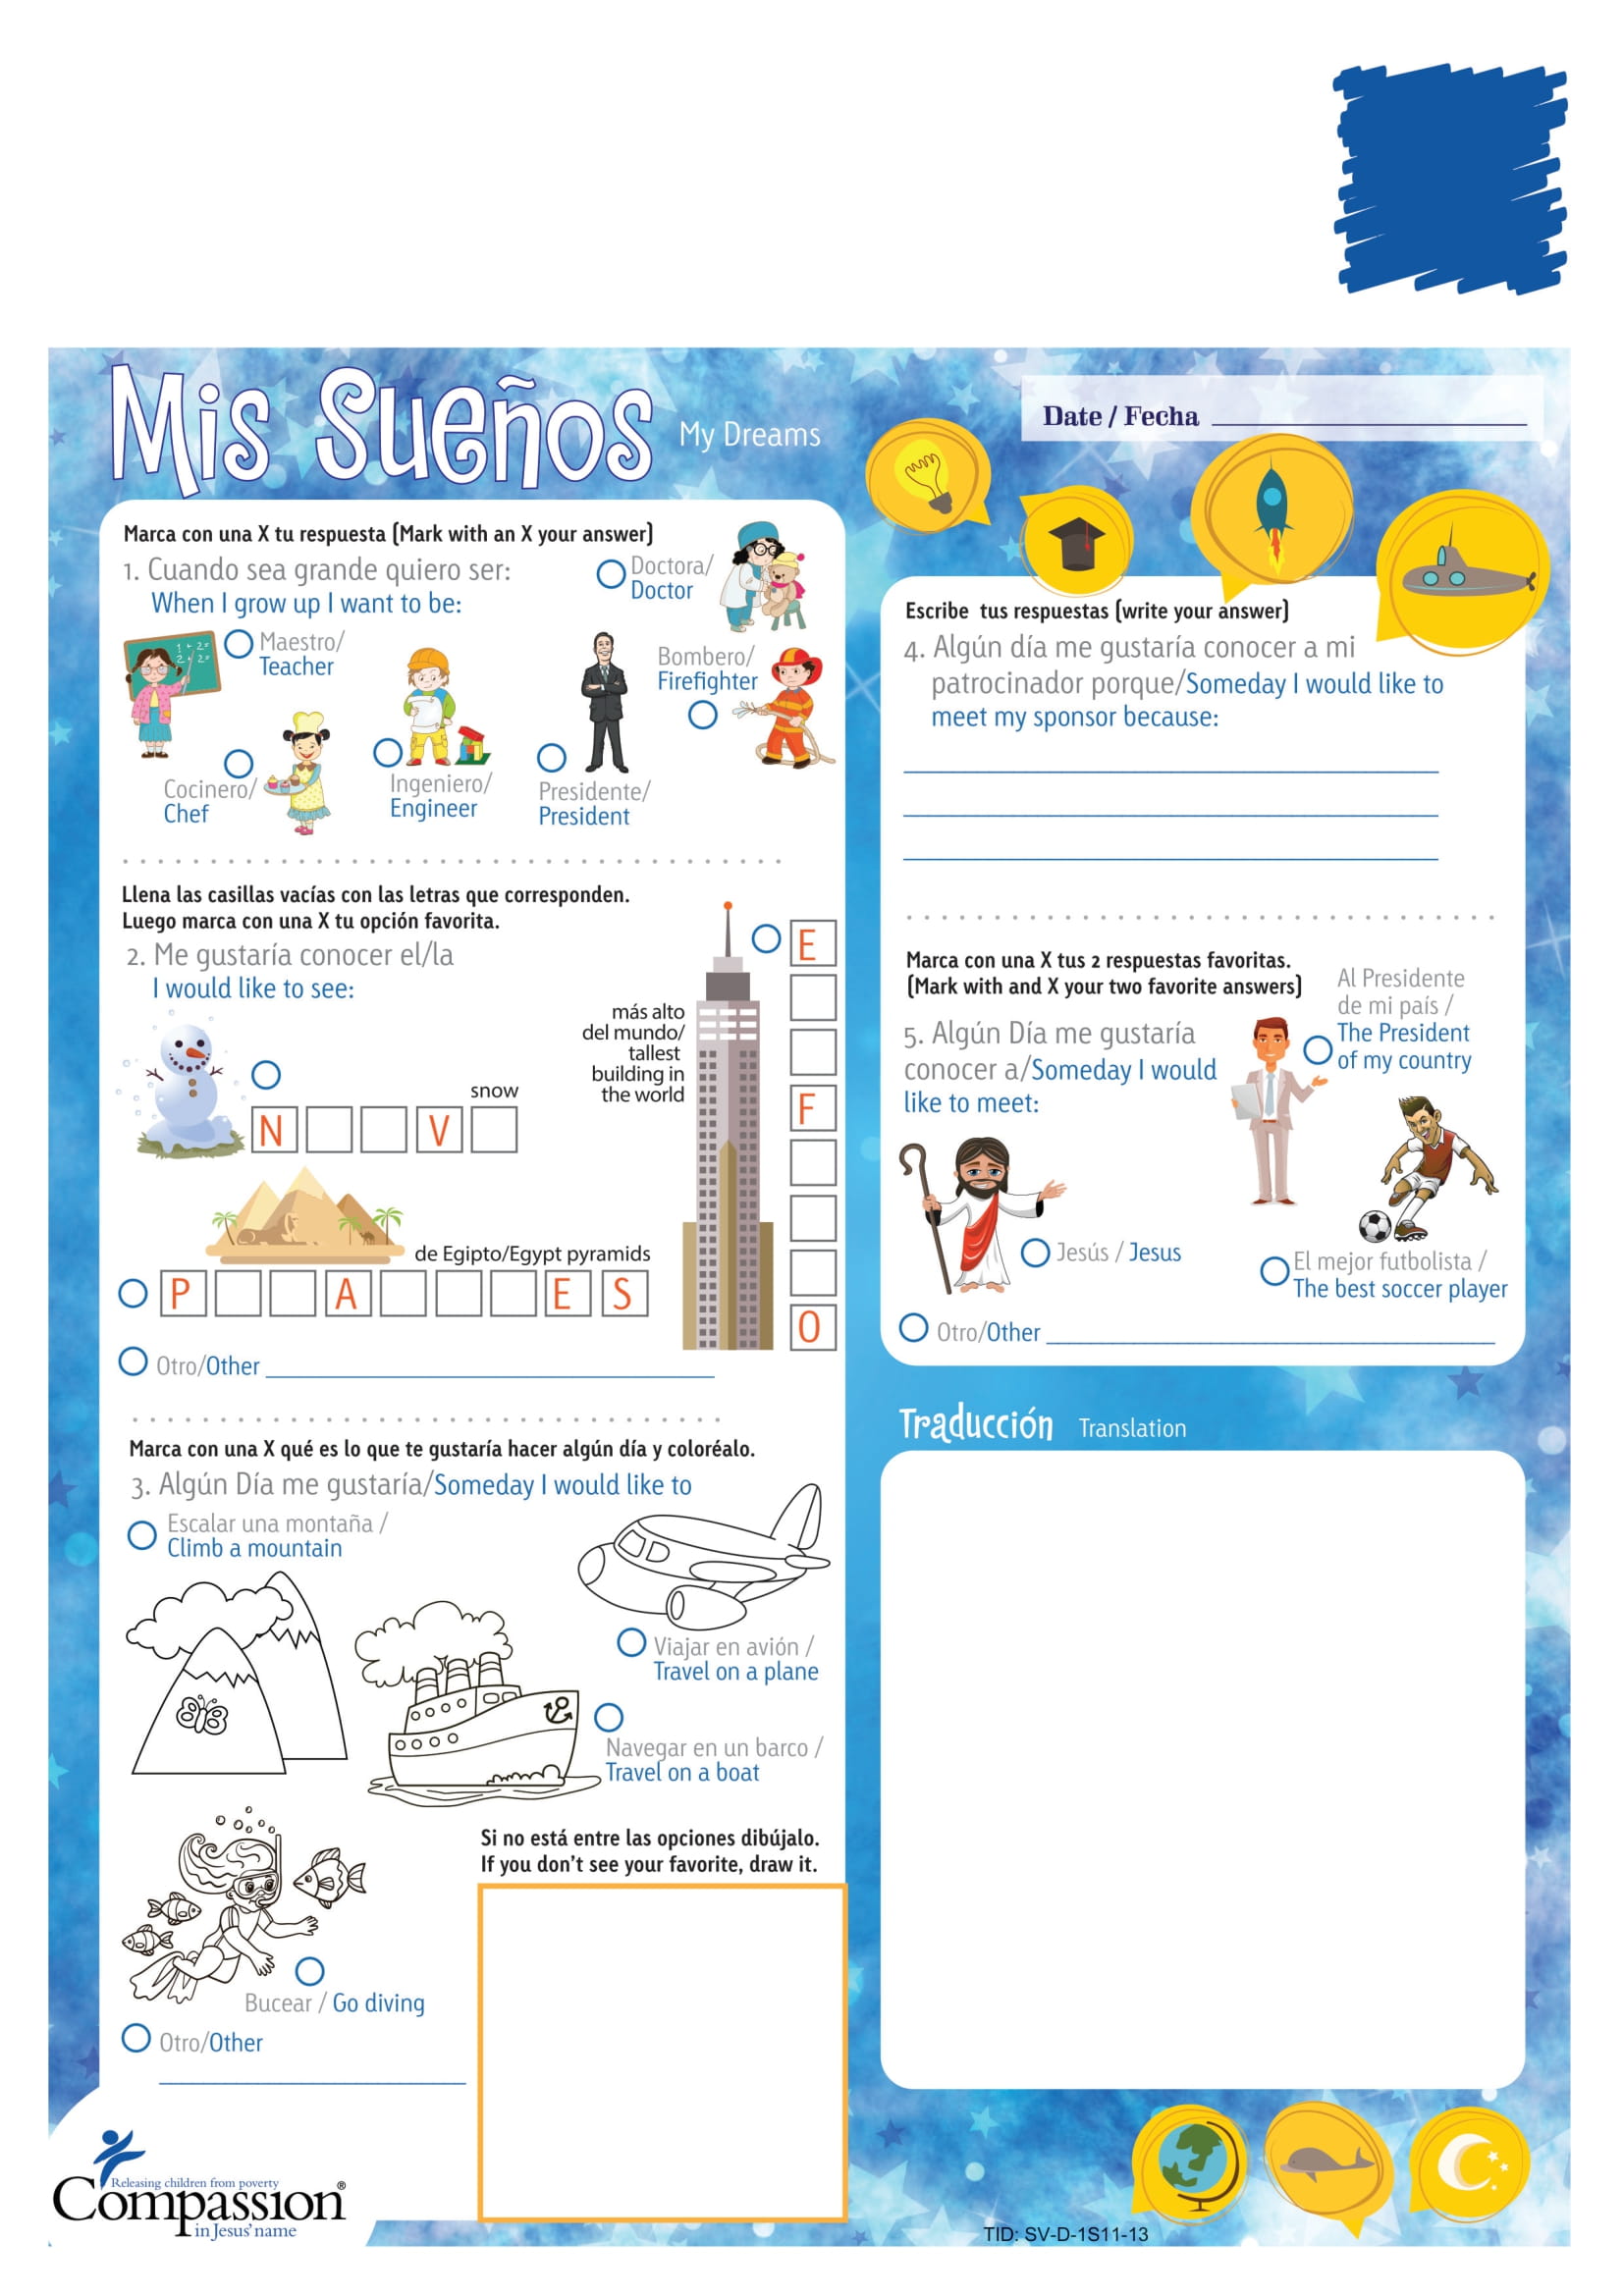 Mis Sueños My Dreams
Date / Fecha
Marca con una X tu respuesta (Mark with an X your answer)
1. Cuando sea grande quiero ser:
When I grow up I want to be:
Doctora/
Doctor
Maestro/
Teacher
Bombero/
Firefighter
Cocinero/
Chef
Ingeniero/
Engineer
Presidente/
President
Llena las casillas vacías con las letras que corresponden.
Luego marca con una X tu opción favorita.
2. Me gustaría conocer el/la
I would like to see:
más alto
del mundo/
tallest
building in
the world
E
F
O
snow
N V
de Egipto/Egypt pyramids
P A E S
Otro/Other
Marca con una X qué es lo que te gustaría hacer algún día y coloréalo.
3. Algún Día me gustaría/Someday I would like to
Escalar una montaña /
Climb a mountain
Viajar en avión /
Travel on a plane
Navegar en un barco /
Travel on a boat
Si no está entre las opciones dibújalo.
If you don't see your favorite, draw it.
Bucear / Go diving
Otro/Other
Escribe tus respuestas (write your answer)
4. Algún día me gustaría conocer a mi
patrocinador porque/Someday I would like to
meet my sponsor because:
Marca con una X tus 2 respuestas favoritas.
(Mark with and X your two favorite answers)
5. Algún Día me gustaría
conocer a/Someday I would
like to meet:
Al Presidente
de mi país /
The President
of my country
Jesús / Jesus
El mejor futbolista /
The best soccer player
Otro/Other
Traducción Translation
Releasing children from poverty
Compassion®
in Jesus' name
TID: SV-D-1S11-13